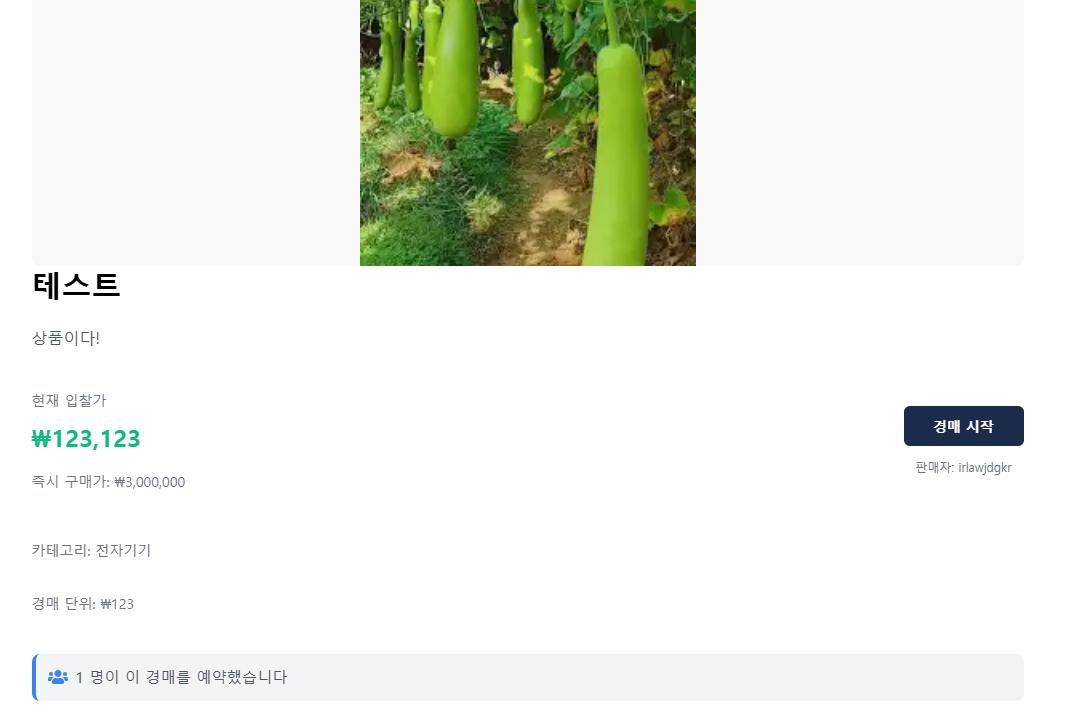 테스트
상품이다!
현재 입찰가
₩123,123
즉시 구매가: ₩3,000,000
경매 시작
판매자: irlawjdgkr
카테고리: 전자기기
경매 단위: ₩123
1 명이 이 경매를 예약했습니다